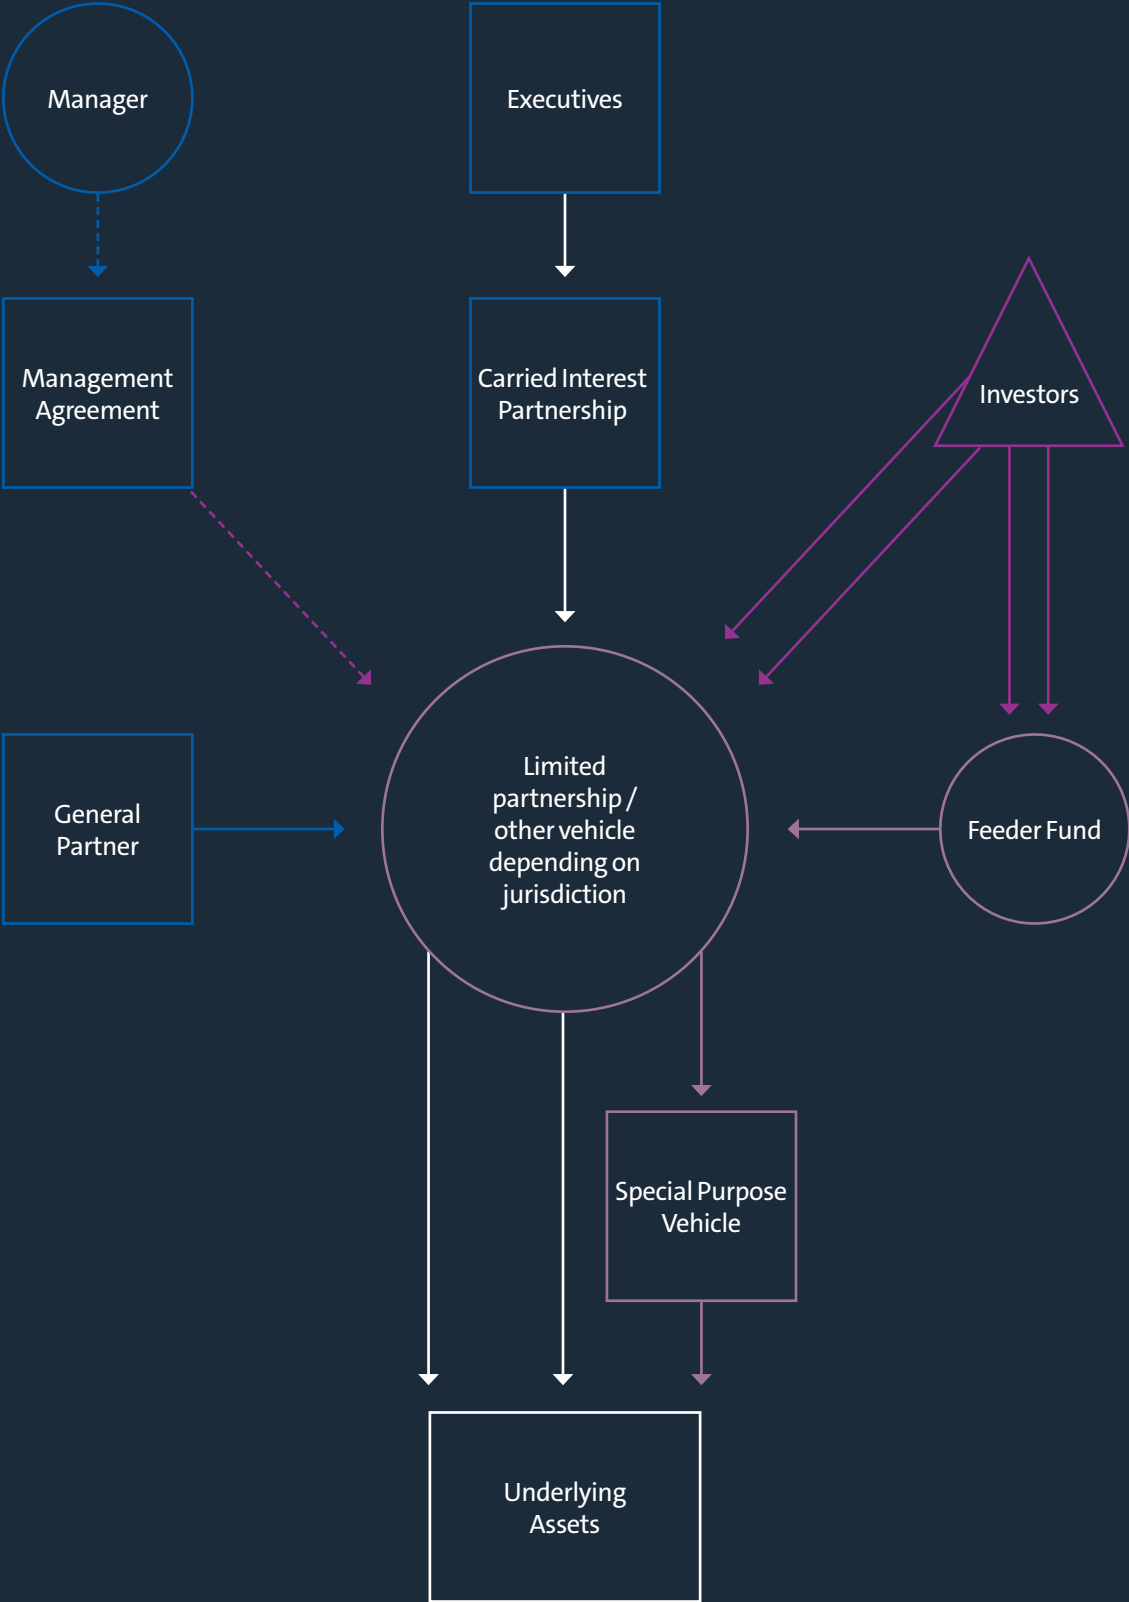 Manager
Executives
Management
Agreement
Carried Interest
Partnership
Investors
General
Partner
Limited
partnership /
other vehicle
depending on
jurisdiction
Feeder Fund
Special Purpose
Vehicle
Underlying
Assets